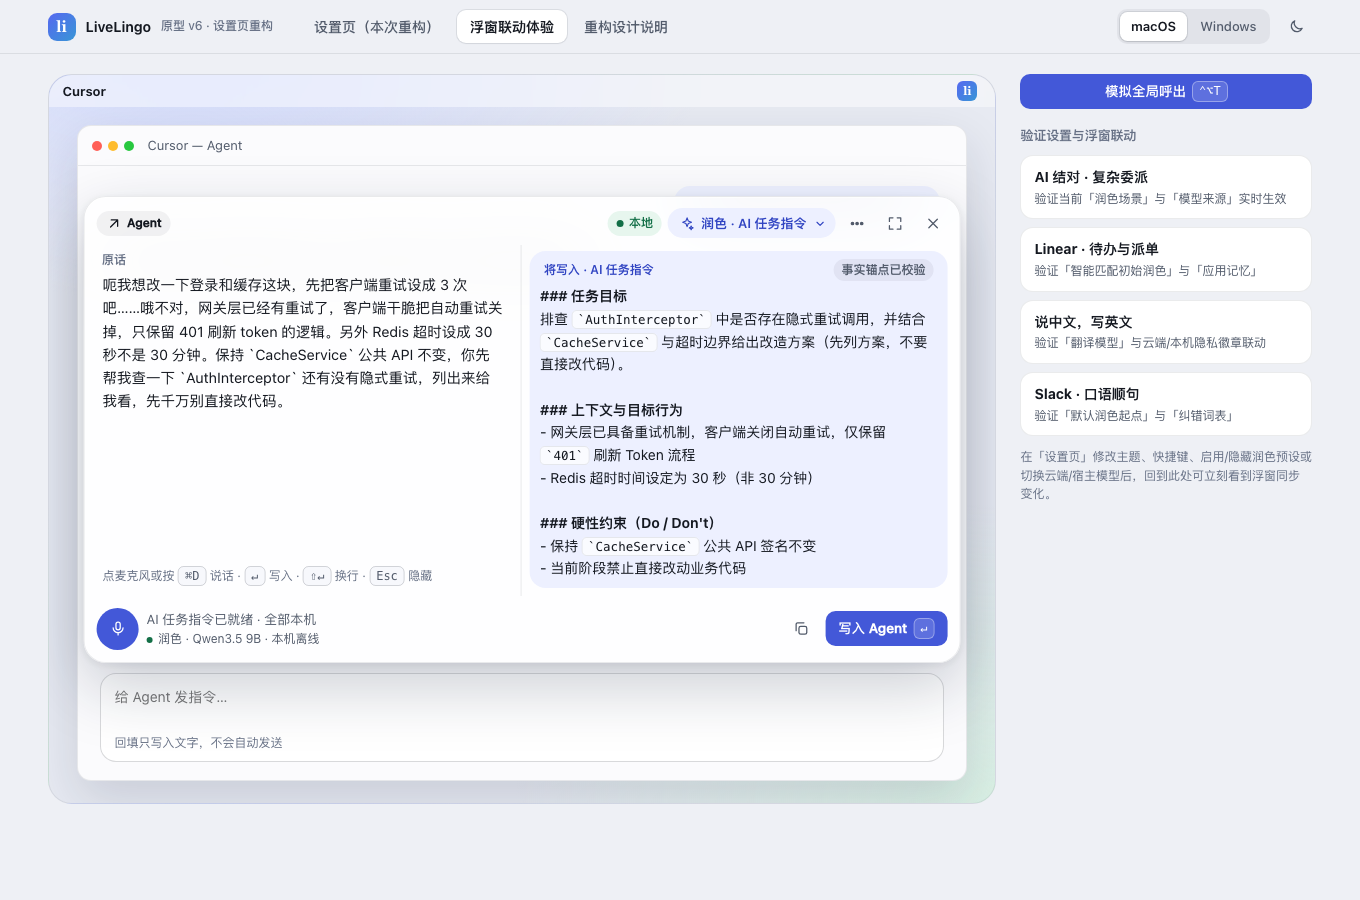 li LiveLingo 原型 v6 · 设置页重构 设置页（本次重构） 浮窗联动体验 重构设计说明 macOS Windows
Cursor li
Cursor — Agent
Agent 本地 润色 · AI 任务指令
原话
呃我想改一下登录和缓存这块，先把客户端重试设成 3 次
吧……哦不对，网关层已经有重试了，客户端干脆把自动重试关
掉，只保留 401 刷新 token 的逻辑。另外 Redis 超时设成 30
秒不是 30 分钟。保持 `CacheService` 公共 API 不变，你先
帮我查一下 `AuthInterceptor` 还有没有隐式重试，列出来给
我看，先千万别直接改代码。
点麦克风或按 ⌘D 说话 · ↵ 写入 · ⇧↵ 换行 · Esc 隐藏
将写入 · AI 任务指令 事实锚点已校验
### 任务目标
排查 `AuthInterceptor` 中是否存在隐式重试调用，并结合
`CacheService` 与超时边界给出改造方案（先列方案，不要
直接改代码）。
### 上下文与目标行为
- 网关层已具备重试机制，客户端关闭自动重试，仅保留
`401` 刷新 Token 流程
- Redis 超时时间设定为 30 秒（非 30 分钟）
### 硬性约束（Do / Don't）
- 保持 `CacheService` 公共 API 签名不变
- 当前阶段禁止直接改动业务代码
AI 任务指令已就绪 · 全部本机
润色 · Qwen3.5 9B · 本机离线
写入 Agent ↵
给 Agent 发指令...
回填只写入文字，不会自动发送
模拟全局呼出 ⌃⌥T
验证设置与浮窗联动
AI 结对 · 复杂委派
验证当前「润色场景」与「模型来源」实时生效
Linear · 待办与派单
验证「智能匹配初始润色」与「应用记忆」
说中文，写英文
验证「翻译模型」与云端/本机隐私徽章联动
Slack · 口语顺句
验证「默认润色起点」与「纠错词表」
在「设置页」修改主题、快捷键、启用/隐藏润色预设或
切换云端/宿主模型后，回到此处可立刻看到浮窗同步
变化。